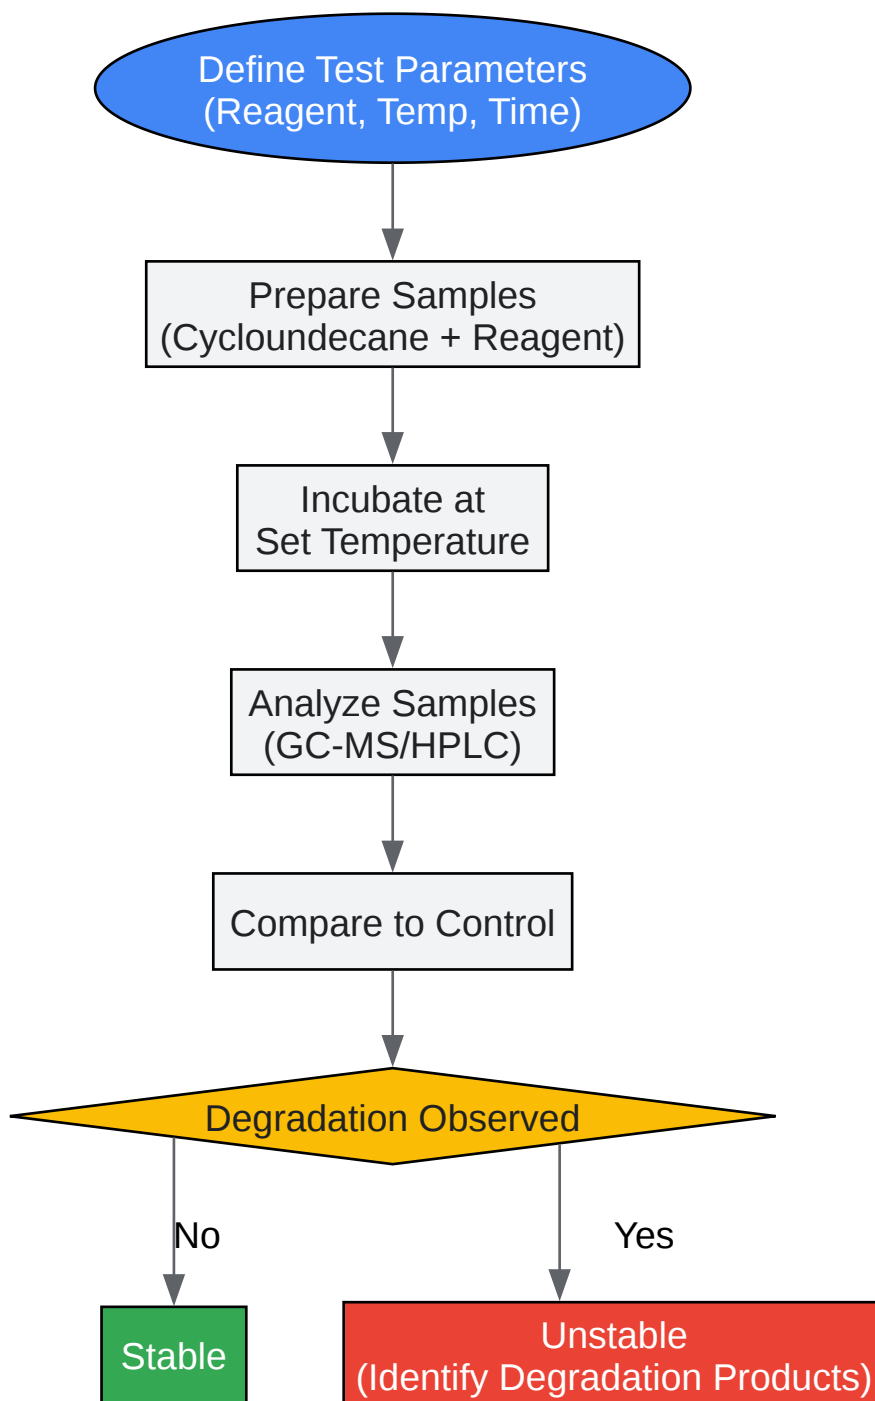 Define Test Parameters
(Reagent, Temp, Time)
Prepare Samples
(Cycloundecane + Reagent)
Incubate at
Set Temperature
Analyze Samples
(GC-MS/HPLC)
Compare to Control
Degradation Observed
No
Yes
Stable
Unstable
(Identify Degradation Products)